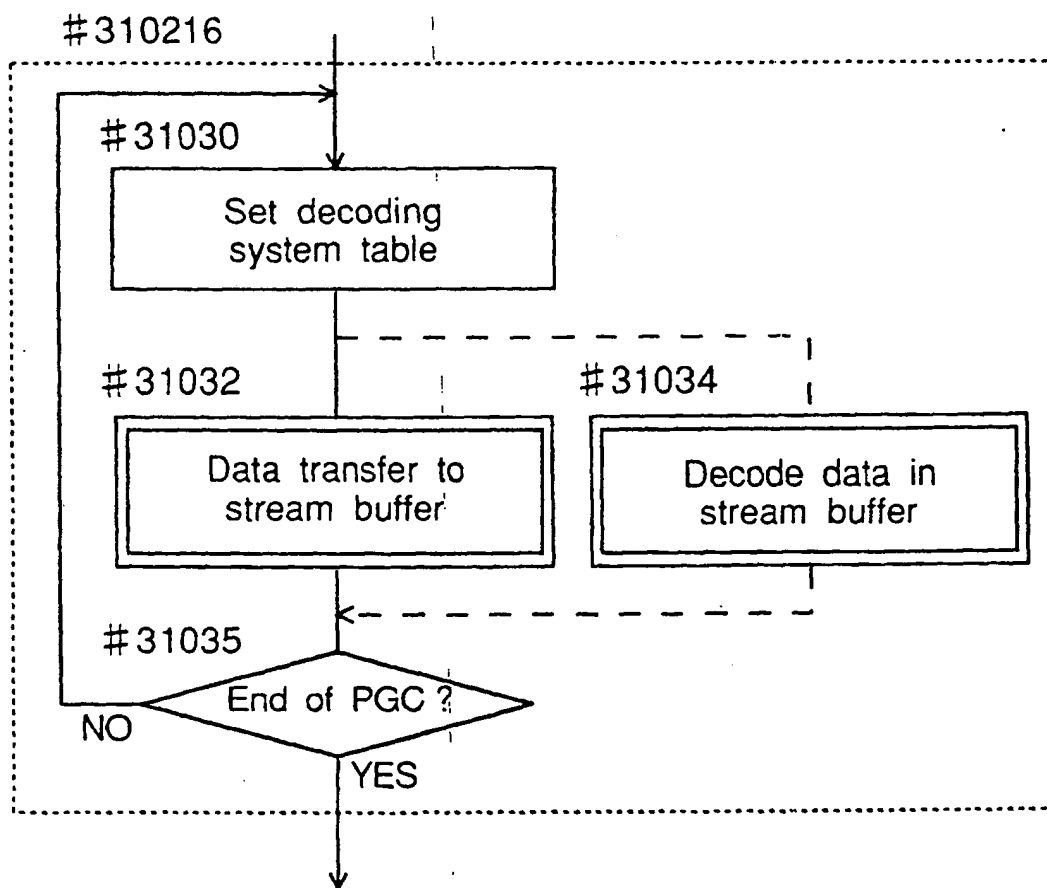 #310216
#31030
Set decoding
system table
#31032
#31034
Data transfer to
stream buffer
Decode data in
stream buffer
#31035
End of PGC ?
NO
YES